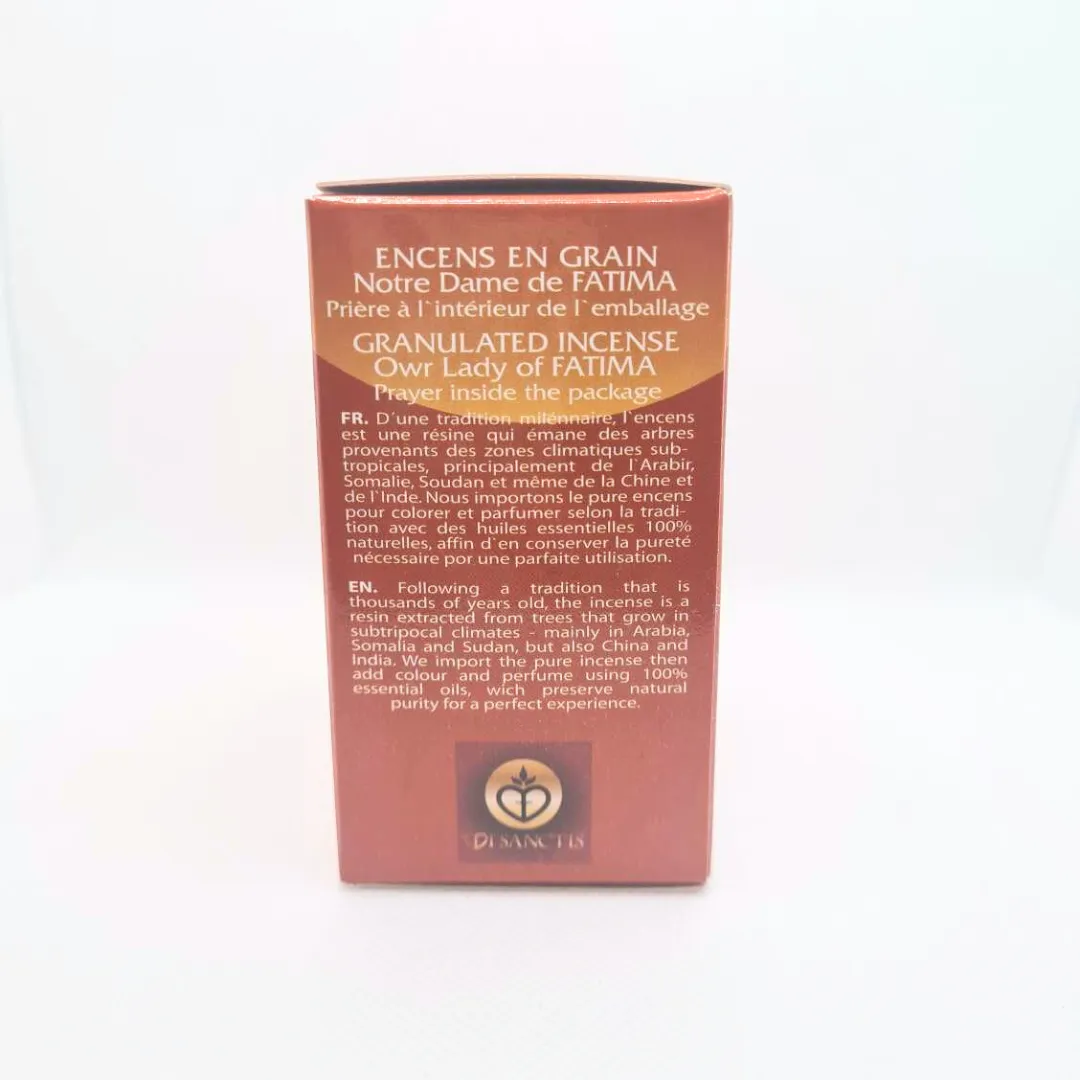 ENCENS EN GRAIN
Notre Dame de FATIMA
Prière à l`intérieur de l`emballage
GRANULATED INCENSE
Owr Lady of FATIMA
Prayer inside the package
FR. D´une tradition milénnaire, l`encens
est une résine qui émane des arbres
provenants des zones climatiques sub-
tropicales, principalement de l`Arabir,
Somalie, Soudan et même de la Chine et
de l`Inde. Nous importons le pure encens
pour colorer et parfumer selon la tradi-
tion avec des huiles essentielles 100%
naturelles, affin d`en conserver la pureté
nécessaire por une parfaite utilisation.
EN. Following a tradition that is
thousands of years old, the incense is a
resin extracted from trees that grow in
subtripocal climates - mainly in Arabia,
Somalia and Sudan, but also China and
India. We import the pure incense then
add colour and perfume using 100%
essential oils, wich preserve natural
purity for a perfect experience.
DI SANCTIS